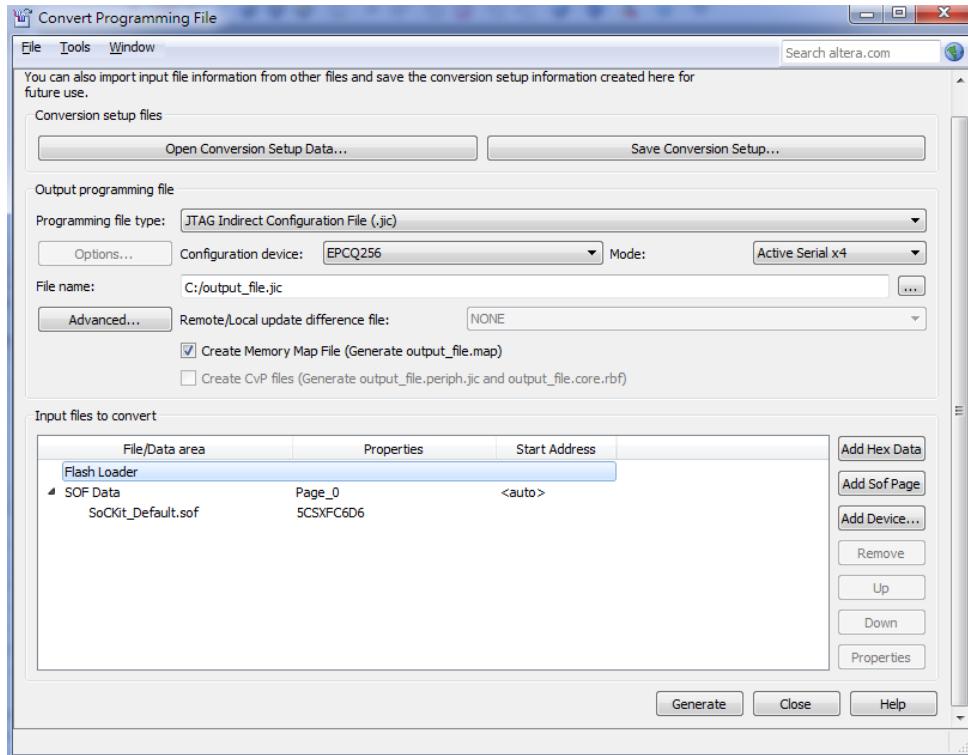 Convert Programming File
File Tools Window
Search altera.com
You can also import input file information from other files and save the conversion setup information created here for
future use.
Conversion setup files
Open Conversion Setup Data... Save Conversion Setup...
Output programming file
Programming file type: JTAG Indirect Configuration File (.jic)
Options... Configuration device: EPCQ256 Mode: Active Serial x4
File name: C:/output_file.jic ...
Advanced... Remote/Local update difference file: NONE
Create Memory Map File (Generate output_file.map)
Create CvP files (Generate output_file.periph.jic and output_file.core.rbf)
Input files to convert
File/Data area Properties Start Address
Flash Loader
SOF Data Page_0 <auto>
SoCKit_Default.sof 5CSXFC6D6
Add Hex Data
Add Sof Page
Add Device...
Remove
Up
Down
Properties
Generate Close Help